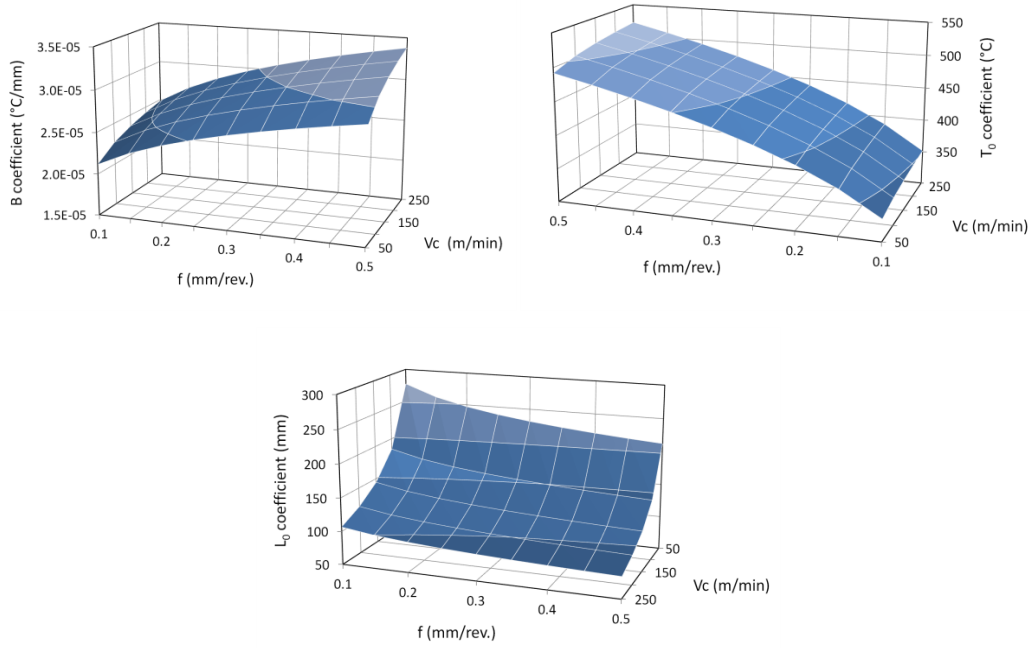 B coefficient (°C/mm)
3.5E-05
3.0E-05
2.5E-05
2.0E-05
1.5E-05
0.1
0.2
0.3
0.4
0.5
f (mm/rev.)
50
150
250
Vc (m/min)
T₀ coefficient (°C)
550
500
450
400
350
250
150
50
Vc (m/min)
0.5
0.4
0.3
0.2
0.1
f (mm/rev.)
L₀ coefficient (mm)
300
250
200
150
100
50
0.1
0.2
0.3
0.4
0.5
f (mm/rev.)
50
150
250
Vc (m/min)